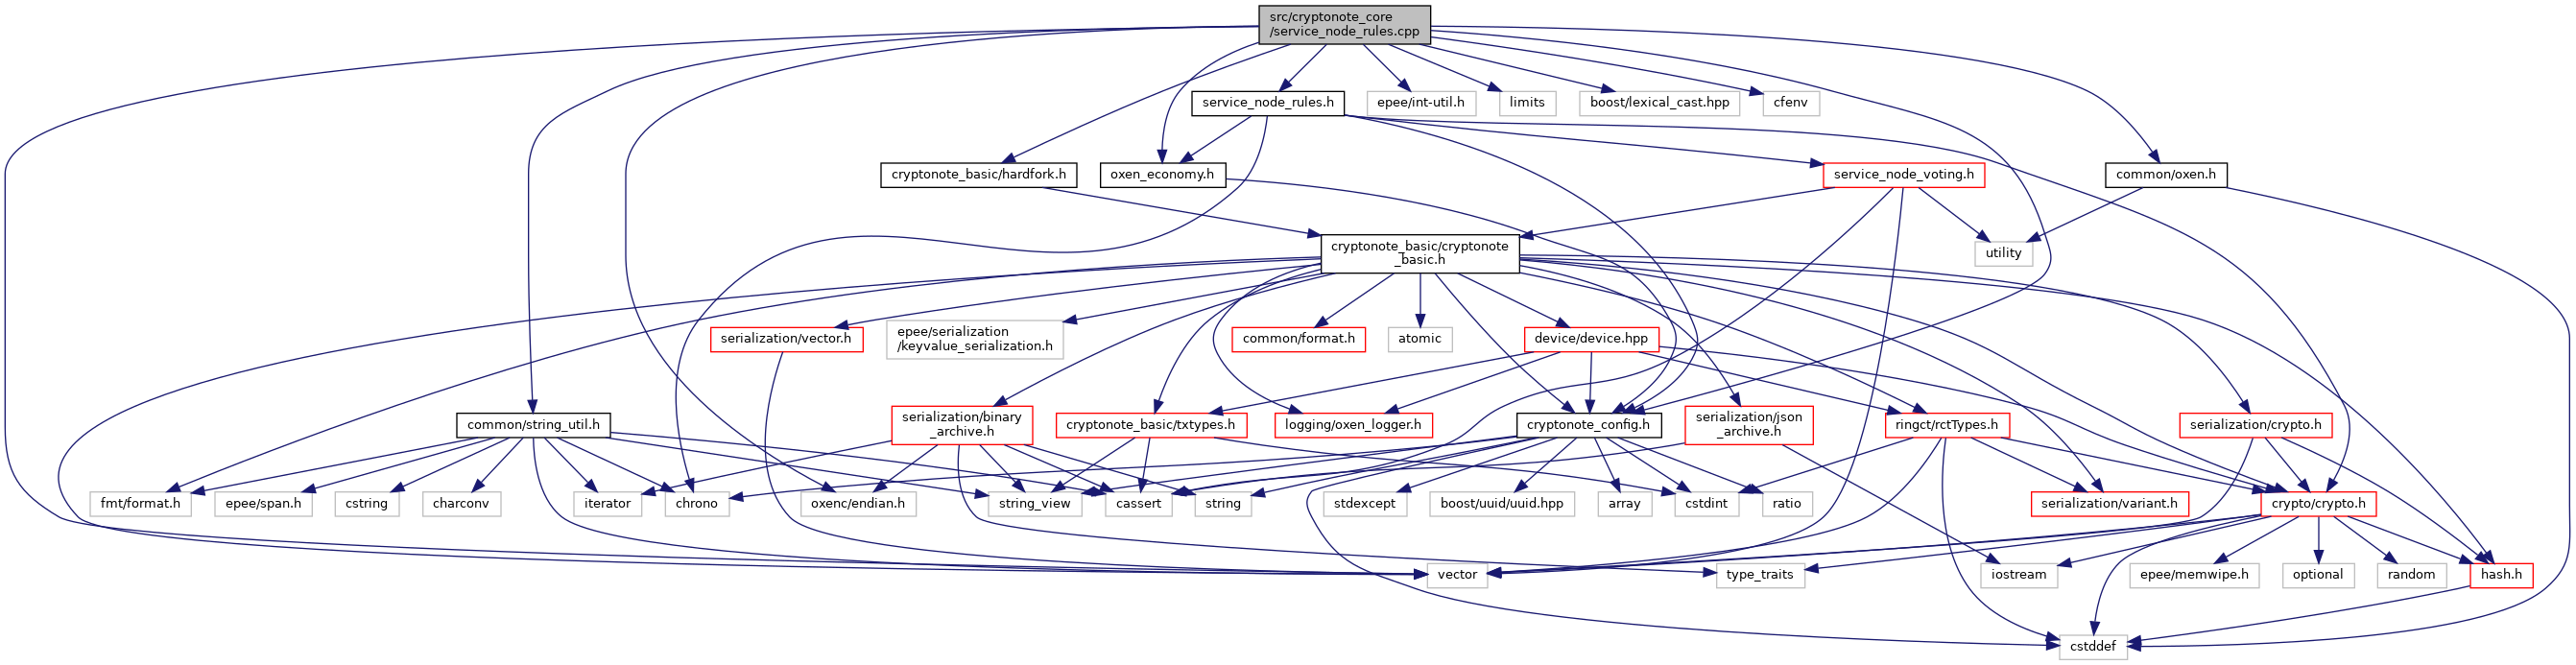 src/cryptonote_core
/service_node_rules.cpp
service_node_rules.h
epee/int-util.h
limits
boost/lexical_cast.hpp
cfenv
cryptonote_basic/hardfork.h
oxen_economy.h
service_node_voting.h
common/oxen.h
cryptonote_basic/cryptonote
_basic.h
utility
serialization/vector.h
epee/serialization
/keyvalue_serialization.h
common/format.h
atomic
device/device.hpp
common/string_util.h
serialization/binary
_archive.h
cryptonote_basic/txtypes.h
logging/oxen_logger.h
cryptonote_config.h
serialization/json
_archive.h
ringct/rctTypes.h
serialization/crypto.h
fmt/format.h
epee/span.h
cstring
charconv
iterator
chrono
oxenc/endian.h
string_view
cassert
string
stdexcept
boost/uuid/uuid.hpp
array
cstdint
ratio
serialization/variant.h
crypto/crypto.h
vector
type_traits
iostream
epee/memwipe.h
optional
random
hash.h
cstddef